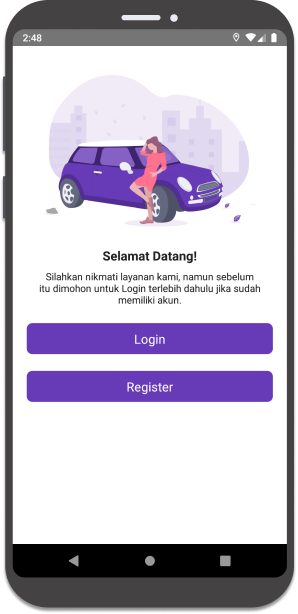 2:48
Selamat Datang!
Silahkan nikmati layanan kami, namun sebelum
itu dimohon untuk Login terlebih dahulu jika sudah
memiliki akun.
Login
Register